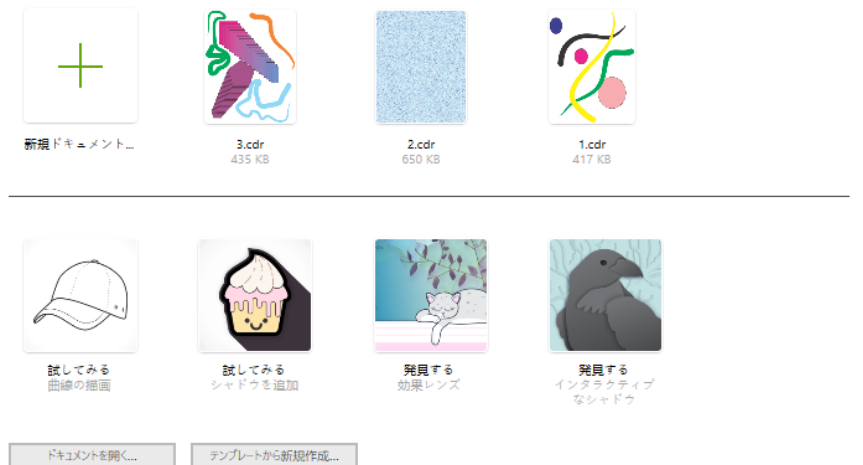 新規ドキュメント...
3.cdr
435 KB
2.cdr
650 KB
1.cdr
417 KB
試してみる
曲線の描画
試してみる
シャドウを追加
発見する
効果レンズ
発見する
インタラクティブ
なシャドウ
ドキュメントを開く...
テンプレートから新規作成...